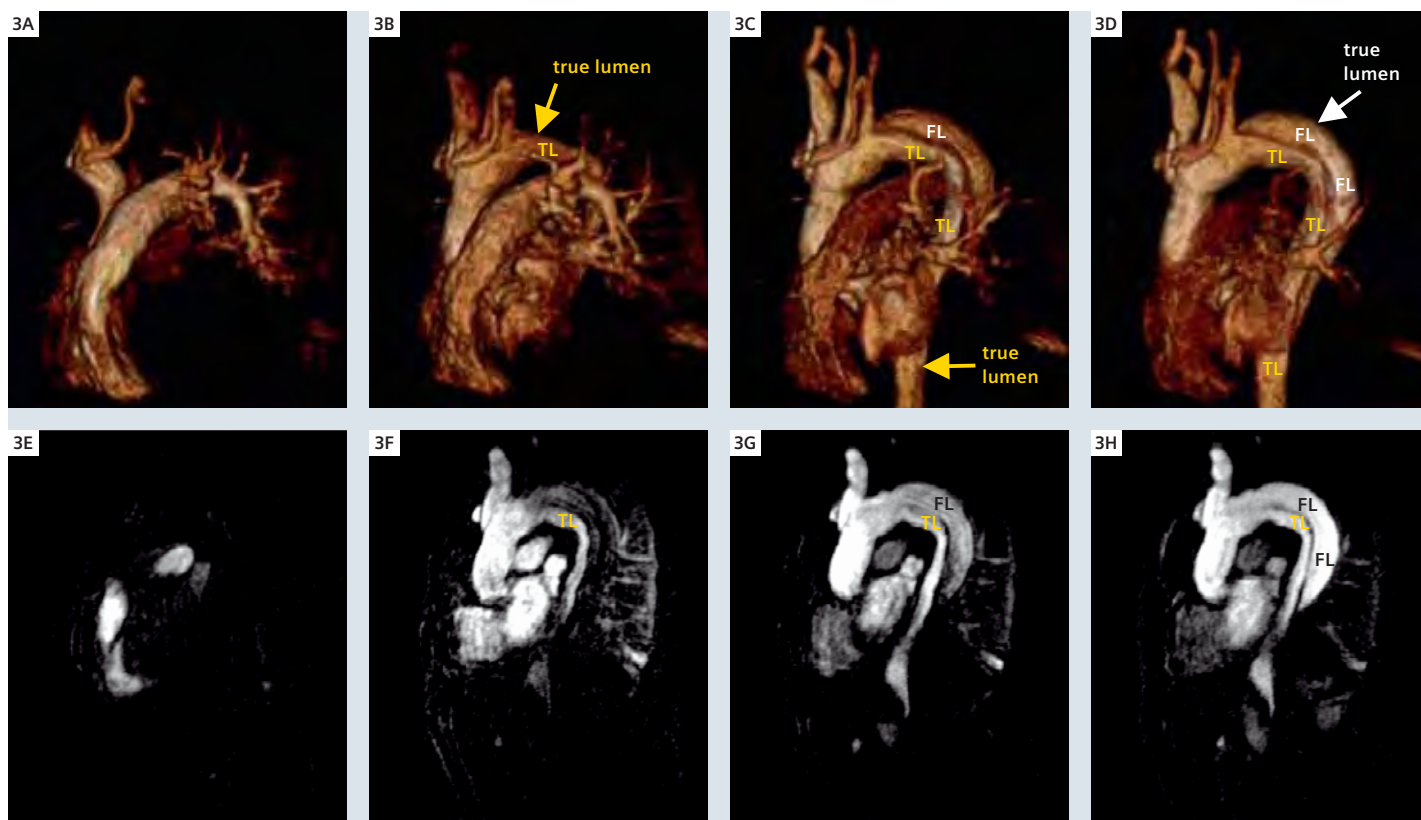 3A
3B
true lumen
TL
3C
FL
TL
TL
true
lumen
3D
true
lumen
FL
TL
FL
TL
TL
3E
3F
TL
3G
FL
TL
3H
FL
TL
FL